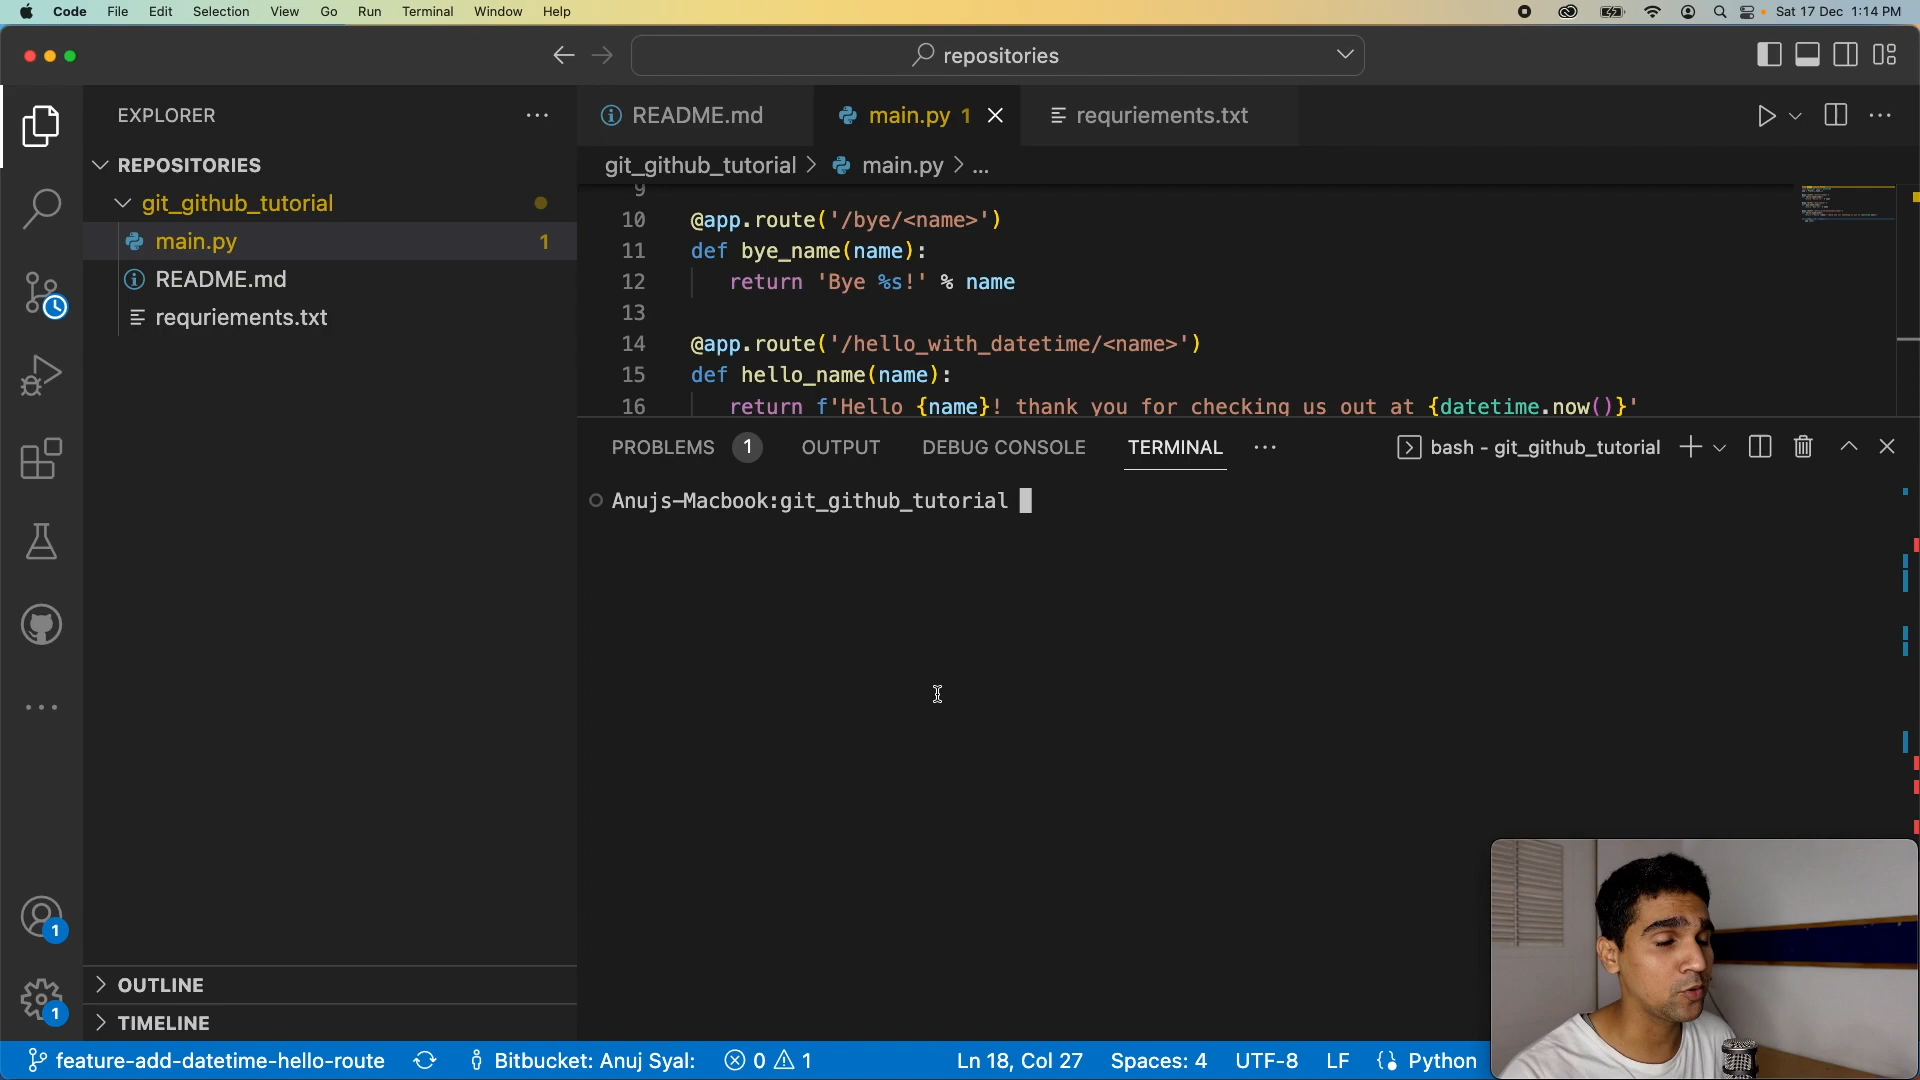 Code File Edit Selection View Go Run Terminal Window Help Sat 17 Dec 1:14 PM
repositories
EXPLORER
REPOSITORIES
git_github_tutorial
main.py 1
README.md
requriements.txt
OUTLINE
TIMELINE
README.md main.py 1 requriements.txt
git_github_tutorial > main.py > ...
9
10 @app.route('/bye/<name>')
11 def bye_name(name):
12 return 'Bye %s!' % name
13
14 @app.route('/hello_with_datetime/<name>')
15 def hello_name(name):
16 return f'Hello {name}! thank you for checking us out at {datetime.now()}'
PROBLEMS 1 OUTPUT DEBUG CONSOLE TERMINAL ... bash - git_github_tutorial
Anujs-Macbook:git_github_tutorial
1
1
feature-add-datetime-hello-route Bitbucket: Anuj Syal: 0 1 Ln 18, Col 27 Spaces: 4 UTF-8 LF Python